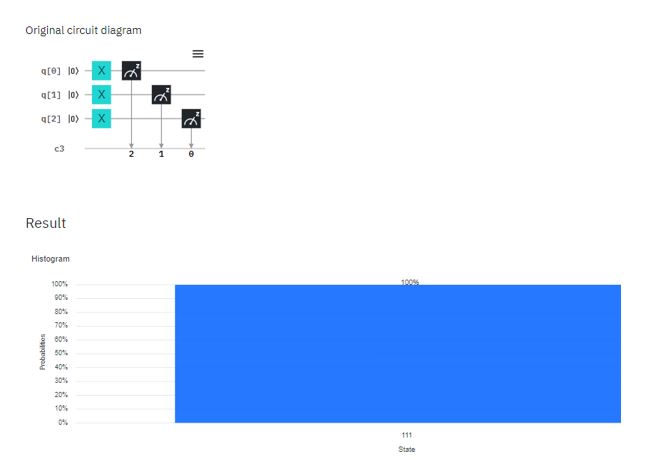 Original circuit diagram
q[0] |0⟩ X z
q[1] |0⟩ X z
q[2] |0⟩ X z
c3 2 1 0
Result
Histogram
100%
100%
90%
80%
70%
60%
50%
40%
30%
20%
10%
0%
Probabilities
111
State